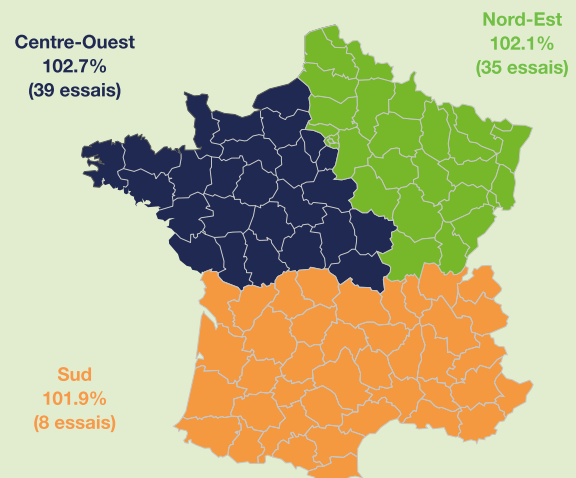 Nord-Est
102.1%
(35 essais)
Centre-Ouest
102.7%
(39 essais)
Sud
101.9%
(8 essais)